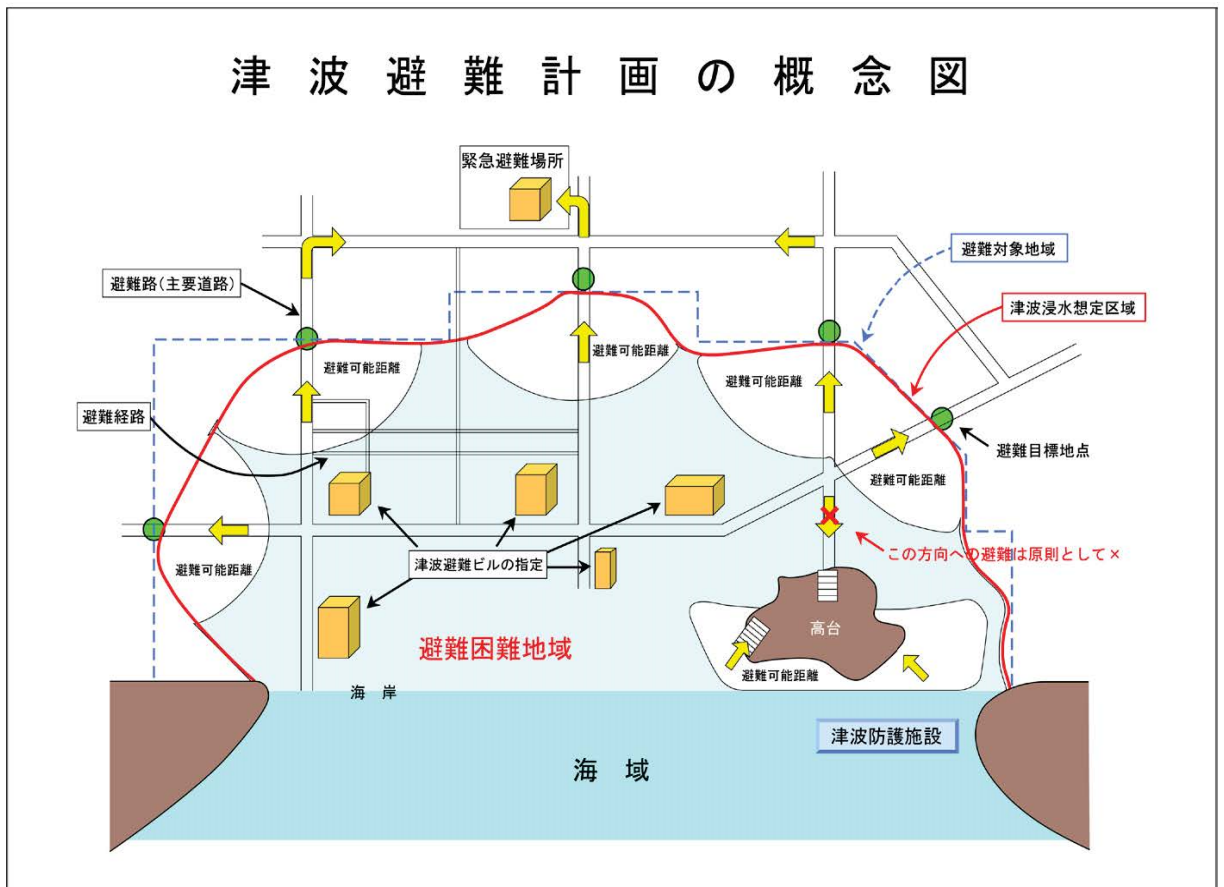 津波避難計画の概念図
緊急避難場所
避難対象地域
避難路(主要道路)
津波浸水想定区域
避難可能距離
避難可能距離
避難可能距離
避難経路
避難目標地点
避難可能距離
この方向への避難は原則として×
津波避難ビルの指定
避難可能距離
高台
避難困難地域
避難可能距離
海岸
津波防護施設
海域